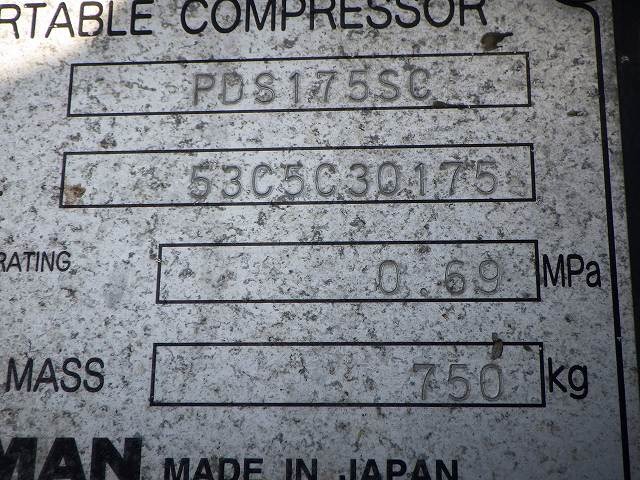 RTABLE COMPRESSOR
PDS175SC
53C5C30175
RATING 0.69 MPa
MASS 750 kg
MAN MADE IN JAPAN